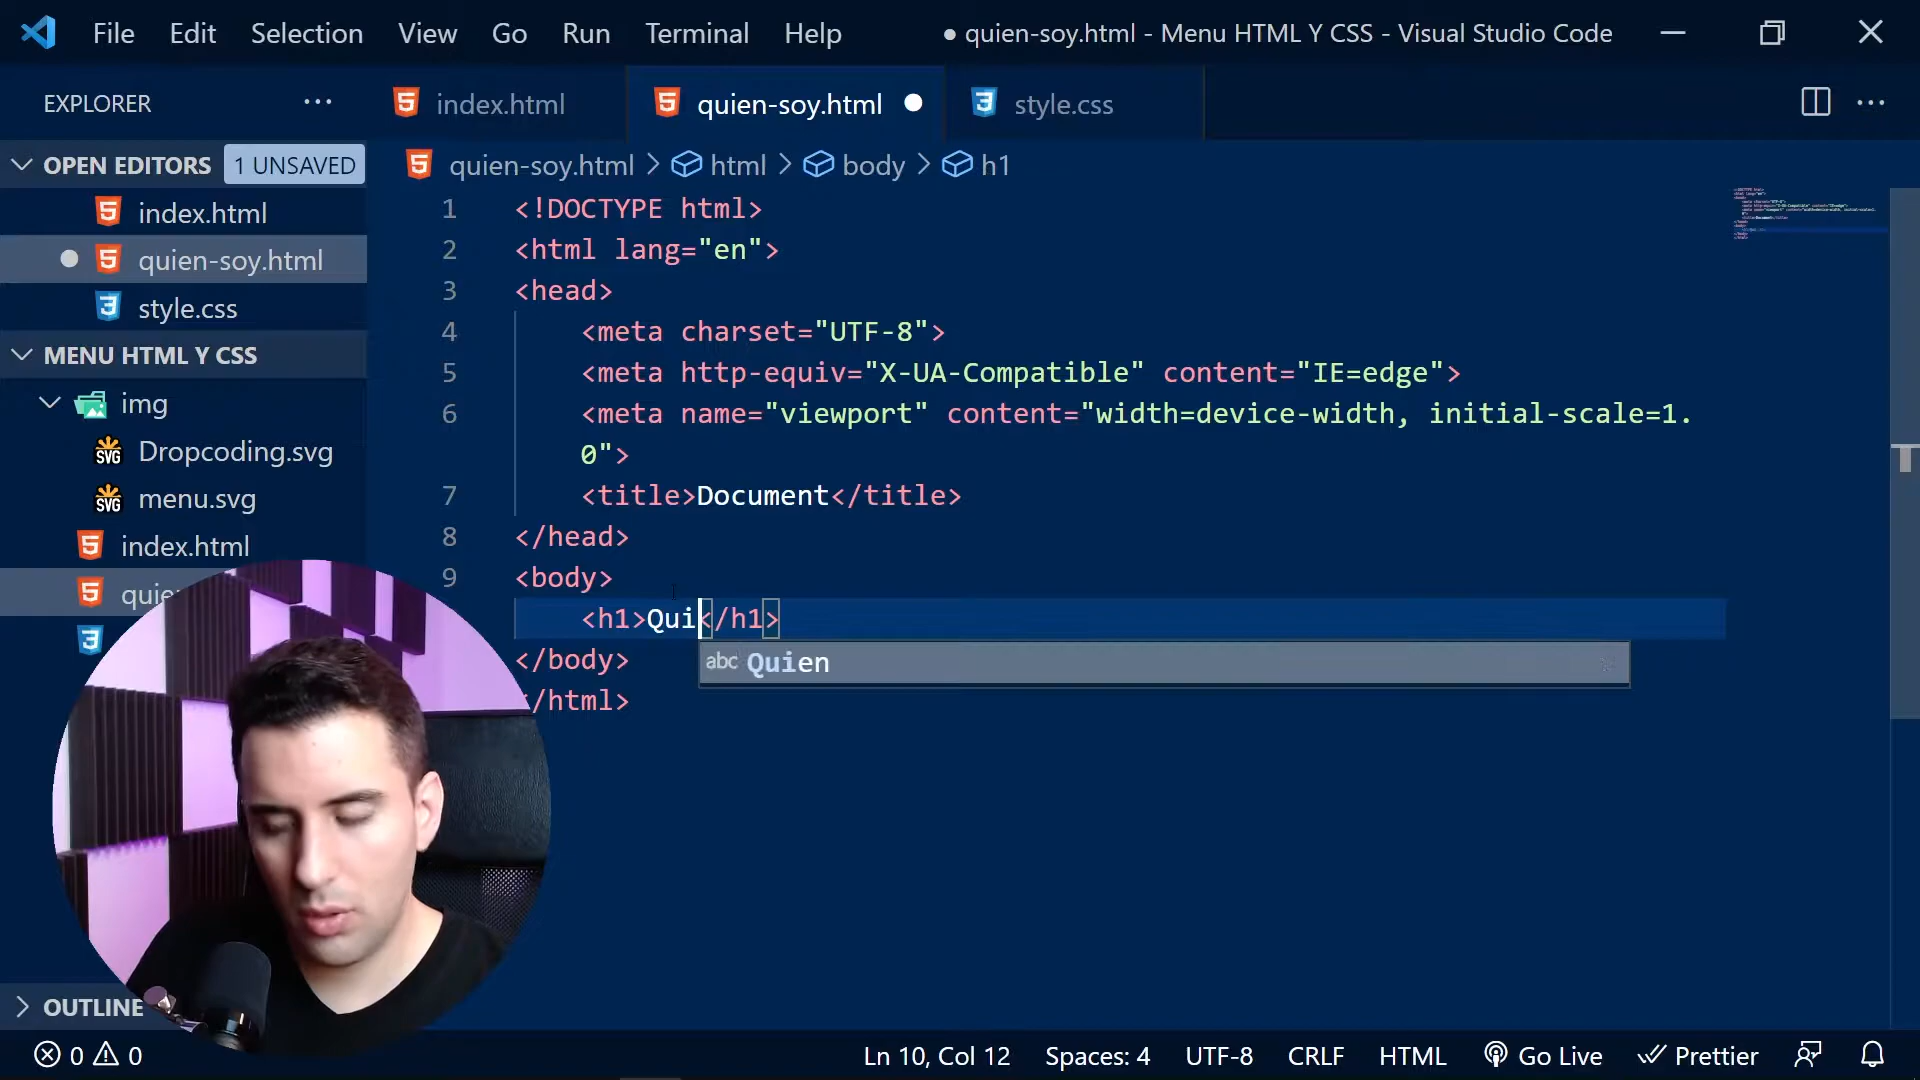 File Edit Selection View Go Run Terminal Help ● quien-soy.html - Menu HTML Y CSS - Visual Studio Code
EXPLORER ···
index.html
quien-soy.html
style.css
OPEN EDITORS 1 UNSAVED
index.html
quien-soy.html
style.css
MENU HTML Y CSS
img
SVG Dropcoding.svg
SVG menu.svg
index.html
quie
OUTLINE
quien-soy.html > html > body > h1
1 <!DOCTYPE html>
2 <html lang="en">
3 <head>
4 <meta charset="UTF-8">
5 <meta http-equiv="X-UA-Compatible" content="IE=edge">
6 <meta name="viewport" content="width=device-width, initial-scale=1.
0">
7 <title>Document</title>
8 </head>
9 <body>
<h1>Qui</h1>
abc Quien
</body>
/html>
0 0 Ln 10, Col 12 Spaces: 4 UTF-8 CRLF HTML Go Live Prettier